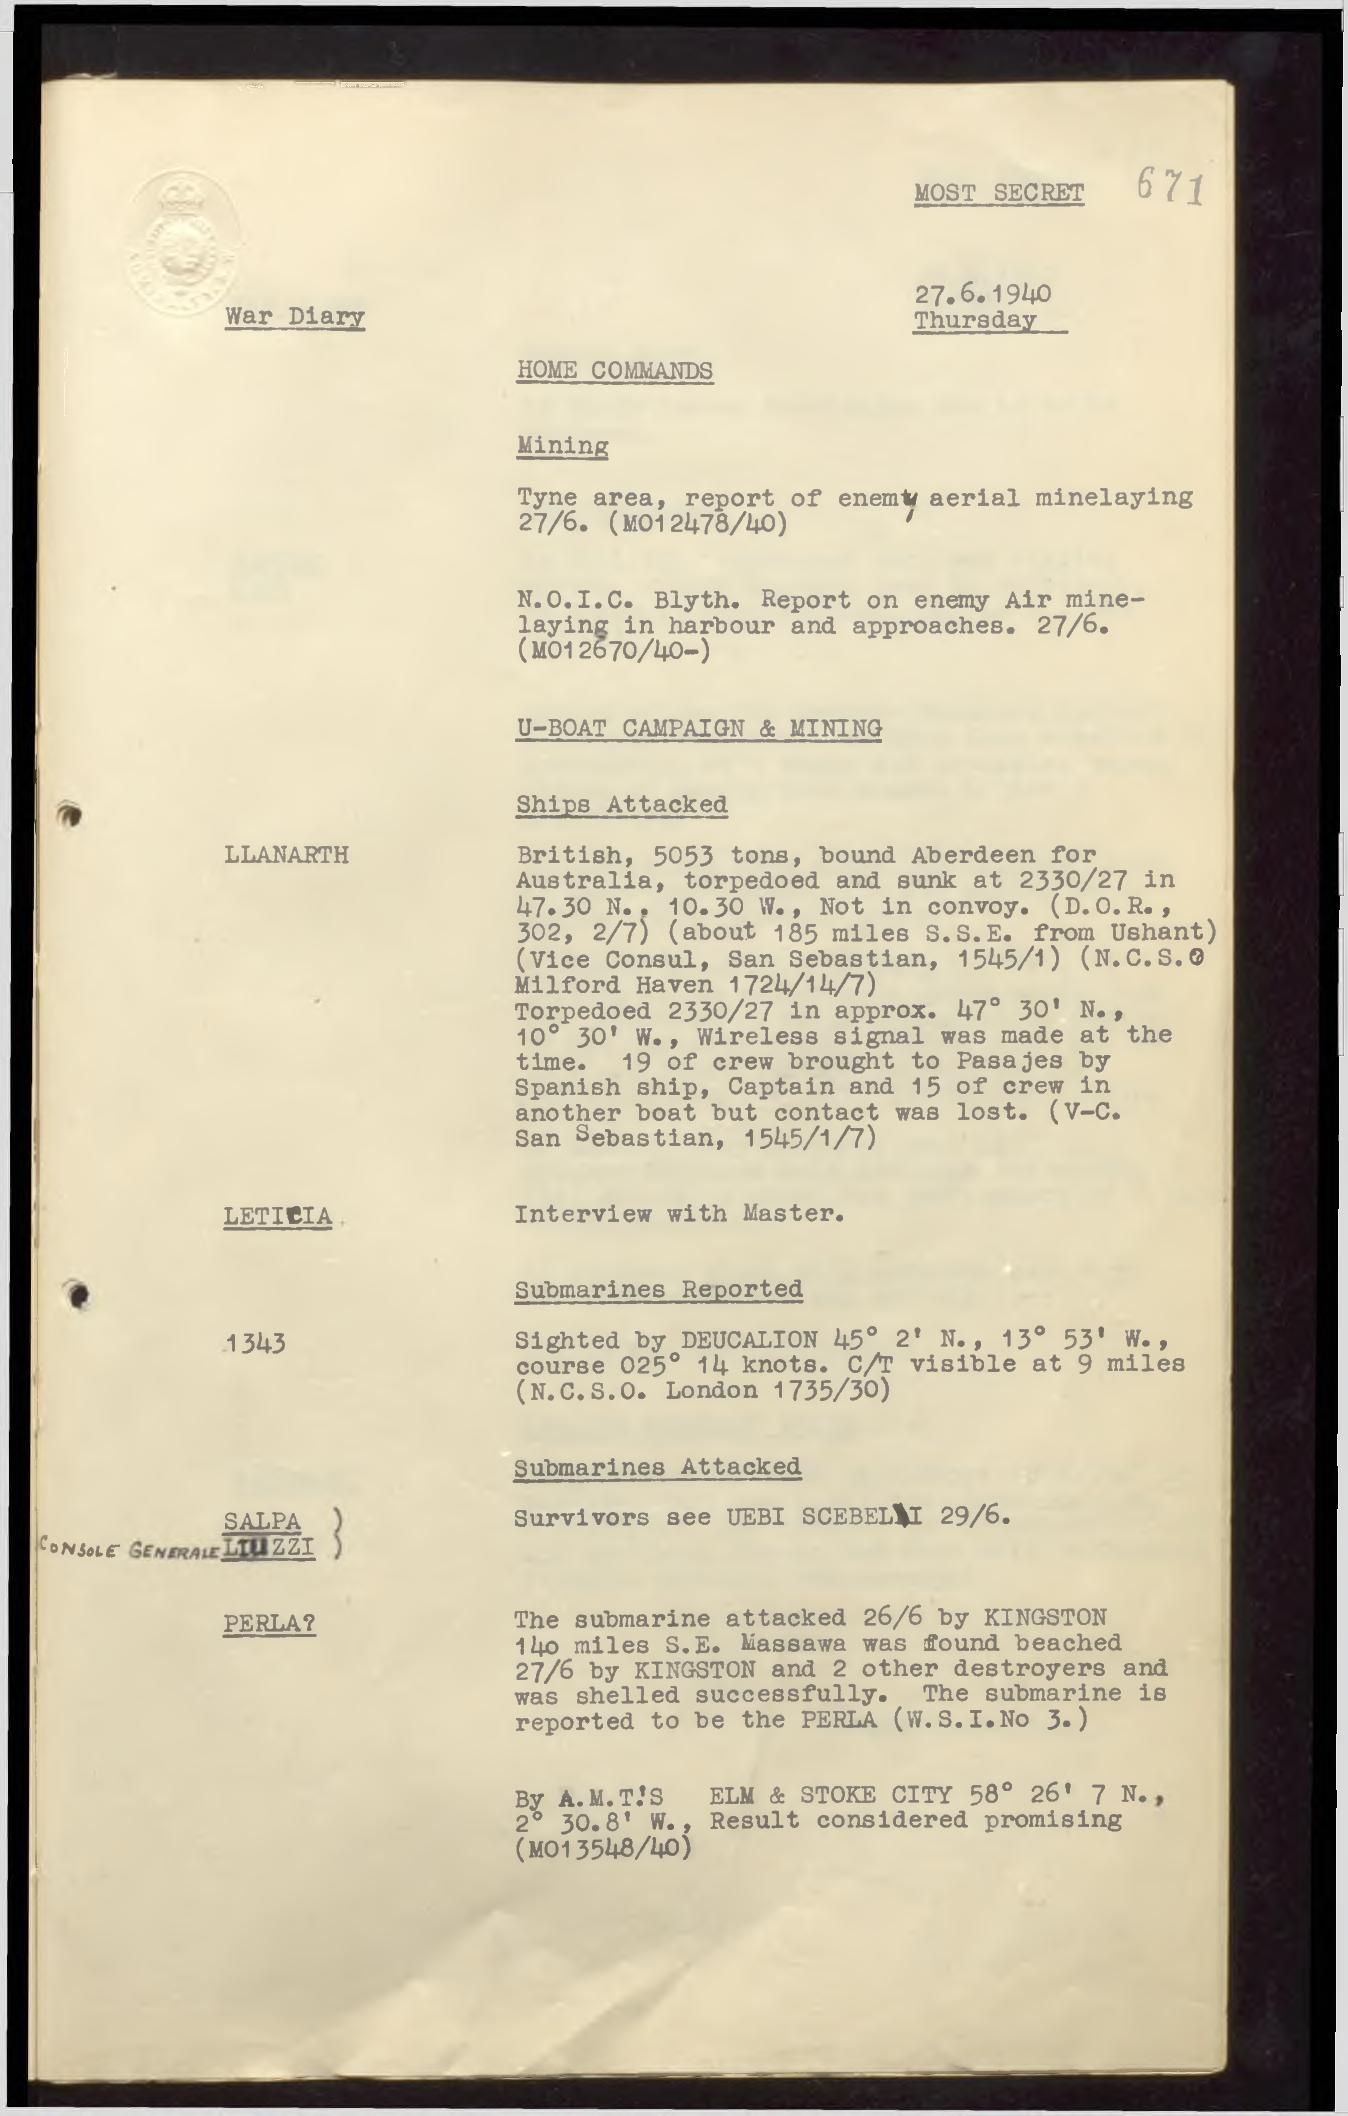 MOST SECRET 671
27.6.1940
War Diary Thursday
HOME COMMANDS
Mining
Tyne area, report of enemy aerial minelaying
27/6. (M012478/40)
N.O.I.C. Blyth. Report on enemy Air mine-
laying in harbour and approaches. 27/6.
(M012670/40-)
U-BOAT CAMPAIGN & MINING
Ships Attacked
LLANARTH British, 5053 tons, bound Aberdeen for
Australia, torpedoed and sunk at 2330/27 in
47.30 N., 10.30 W., Not in convoy. (D.O.R.,
302, 2/7) (about 185 miles S.S.E. from Ushant)
(Vice Consul, San Sebastian, 1545/1) (N.C.S.O
Milford Haven 1724/14/7)
Torpedoed 2330/27 in approx. 47° 30' N.,
10° 30' W., Wireless signal was made at the
time. 19 of crew brought to Pasajes by
Spanish ship, Captain and 15 of crew in
another boat but contact was lost. (V-C.
San Sebastian, 1545/1/7)
LETICIA. Interview with Master.
Submarines Reported
1343 Sighted by DEUCALION 45° 2' N., 13° 53' W.,
course 025° 14 knots. C/T visible at 9 miles
(N.C.S.O. London 1735/30)
Submarines Attacked
SALPA } Survivors see UEBI SCEBELI 29/6.
CONSOLE GENERALE LIUZZI
PERLA? The submarine attacked 26/6 by KINGSTON
140 miles S.E. Massawa was found beached
27/6 by KINGSTON and 2 other destroyers and
was shelled successfully. The submarine is
reported to be the PERLA (W.S.I.No 3.)
By A.M.T.'S ELM & STOKE CITY 58° 26' 7 N.,
2° 30.8' W., Result considered promising
(M013548/40)